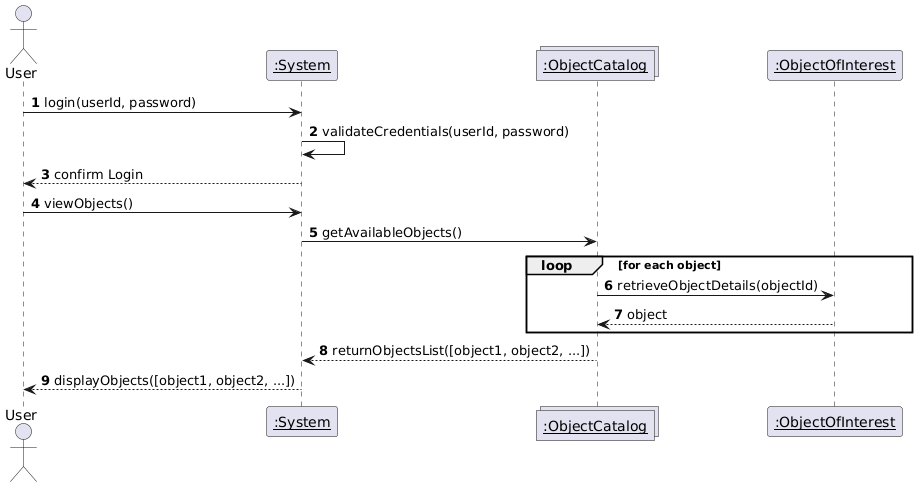 User
:System
:ObjectCatalog
:ObjectOfInterest
1 login(userId, password)
2 validateCredentials(userId, password)
3 confirm Login
4 viewObjects()
5 getAvailableObjects()
loop [for each object]
6 retrieveObjectDetails(objectId)
7 object
8 returnObjectsList([object1, object2, ...])
9 displayObjects([object1, object2, ...])
User
:System
:ObjectCatalog
:ObjectOfInterest